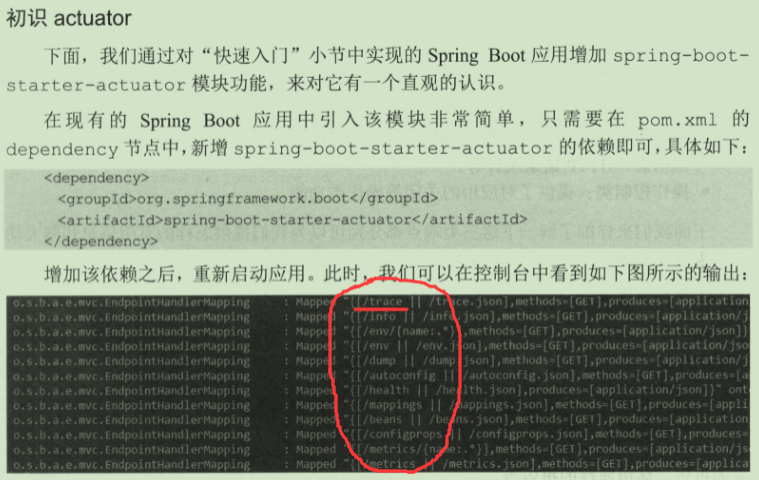 初识 actuator
下面，我们通过对“快速入门”小节中实现的 Spring Boot 应用增加 spring-boot-
starter-actuator 模块功能，来对它有一个直观的认识。
在现有的 Spring Boot 应用中引入该模块非常简单，只需要在 pom.xml 的
dependency 节点中，新增 spring-boot-starter-actuator 的依赖即可，具体如下：
<dependency>
<groupId>org.springframework.boot</groupId>
<artifactId>spring-boot-starter-actuator</artifactId>
</dependency>
增加该依赖之后，重新启动应用。此时，我们可以在控制台中看到如下图所示的输出：
o.s.b.a.e.mvc.EndpointHandlerMapping : Mapped "{[/trace || /trace.json],methods=[GET],produces=[application/
o.s.b.a.e.mvc.EndpointHandlerMapping : Mapped "{[/info || /info.json],methods=[GET],produces=[application/js
o.s.b.a.e.mvc.EndpointHandlerMapping : Mapped "{[/env/{name:.*}],methods=[GET],produces=[application/json]}
o.s.b.a.e.mvc.EndpointHandlerMapping : Mapped "{[/env || /env.json],methods=[GET],produces=[application/jso
o.s.b.a.e.mvc.EndpointHandlerMapping : Mapped "{[/dump || /dump.json],methods=[GET],produces=[application/j
o.s.b.a.e.mvc.EndpointHandlerMapping : Mapped "{[/autoconfig || /autoconfig.json],methods=[GET],produces=[a
o.s.b.a.e.mvc.EndpointHandlerMapping : Mapped "{[/health || /health.json],produces=[application/json]}" onto
o.s.b.a.e.mvc.EndpointHandlerMapping : Mapped "{[/mappings || /mappings.json],methods=[GET],produces=[appli
o.s.b.a.e.mvc.EndpointHandlerMapping : Mapped "{[/beans || /beans.json],methods=[GET],produces=[application
o.s.b.a.e.mvc.EndpointHandlerMapping : Mapped "{[/configprops || /configprops.json],methods=[GET],produces=
o.s.b.a.e.mvc.EndpointHandlerMapping : Mapped "{[/metrics/{name:.*}],methods=[GET],produces=[application/js
o.s.b.a.e.mvc.EndpointHandlerMapping : Mapped "{[/metrics || /metrics.json],methods=[GET],produces=[applica